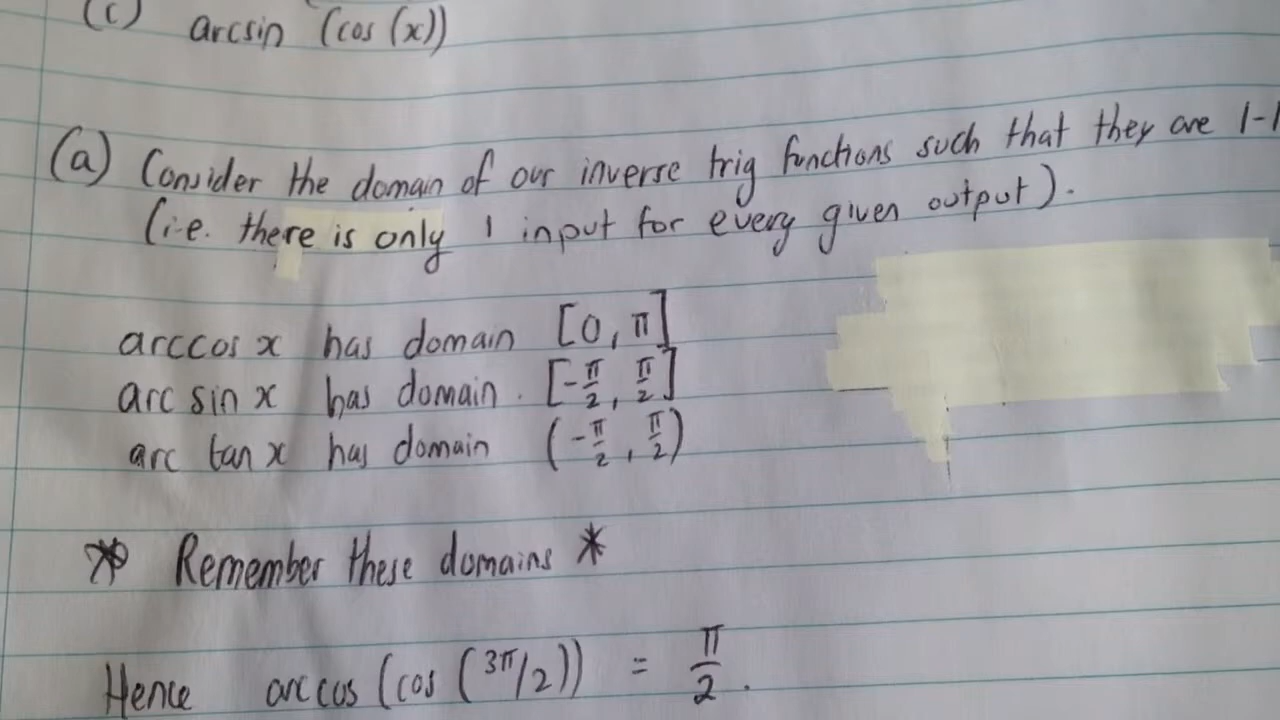 (c) arcsin (cos (x))
(a) Consider the domain of our inverse trig functions such that they are 1-1
(i.e. there is only 1 input for every given output).
arccos x has domain [0, π]
arc sin x has domain. [-π/2, π/2]
arc tan x has domain (-π/2, π/2)
* Remember these domains *
Hence arc cos (cos (3π/2)) = π/2.